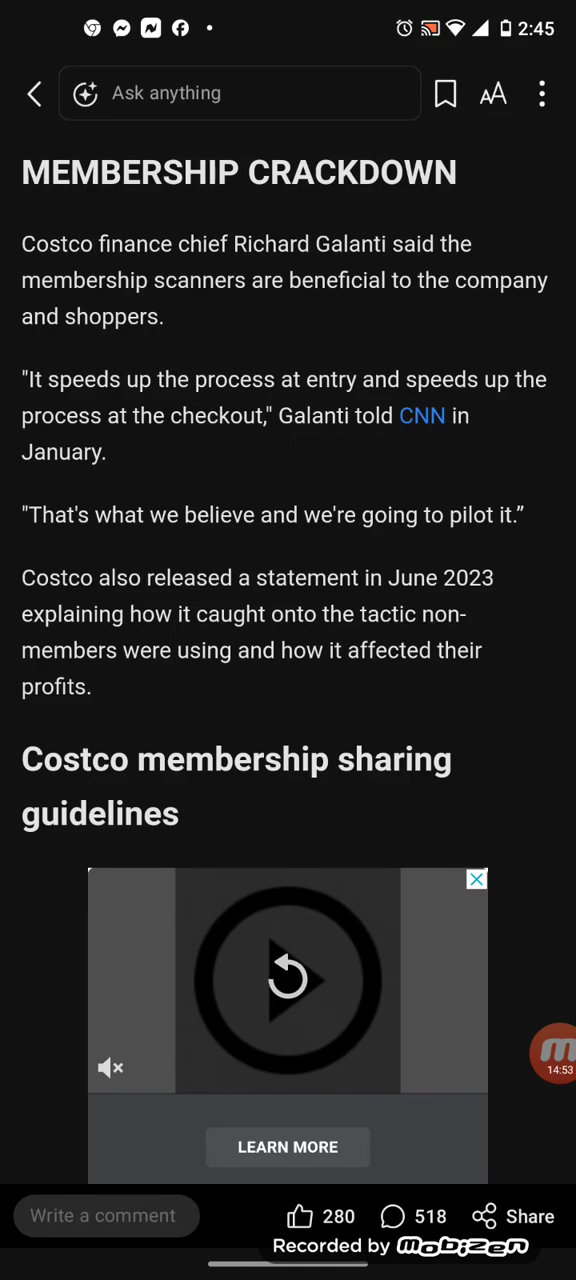 2:45
Ask anything
AA
MEMBERSHIP CRACKDOWN
Costco finance chief Richard Galanti said the
membership scanners are beneficial to the company
and shoppers.
"It speeds up the process at entry and speeds up the
process at the checkout," Galanti told CNN in
January.
"That's what we believe and we're going to pilot it.”
Costco also released a statement in June 2023
explaining how it caught onto the tactic non-
members were using and how it affected their
profits.
Costco membership sharing
guidelines
14:53
LEARN MORE
Write a comment
280
518
Share
Recorded by mobizen